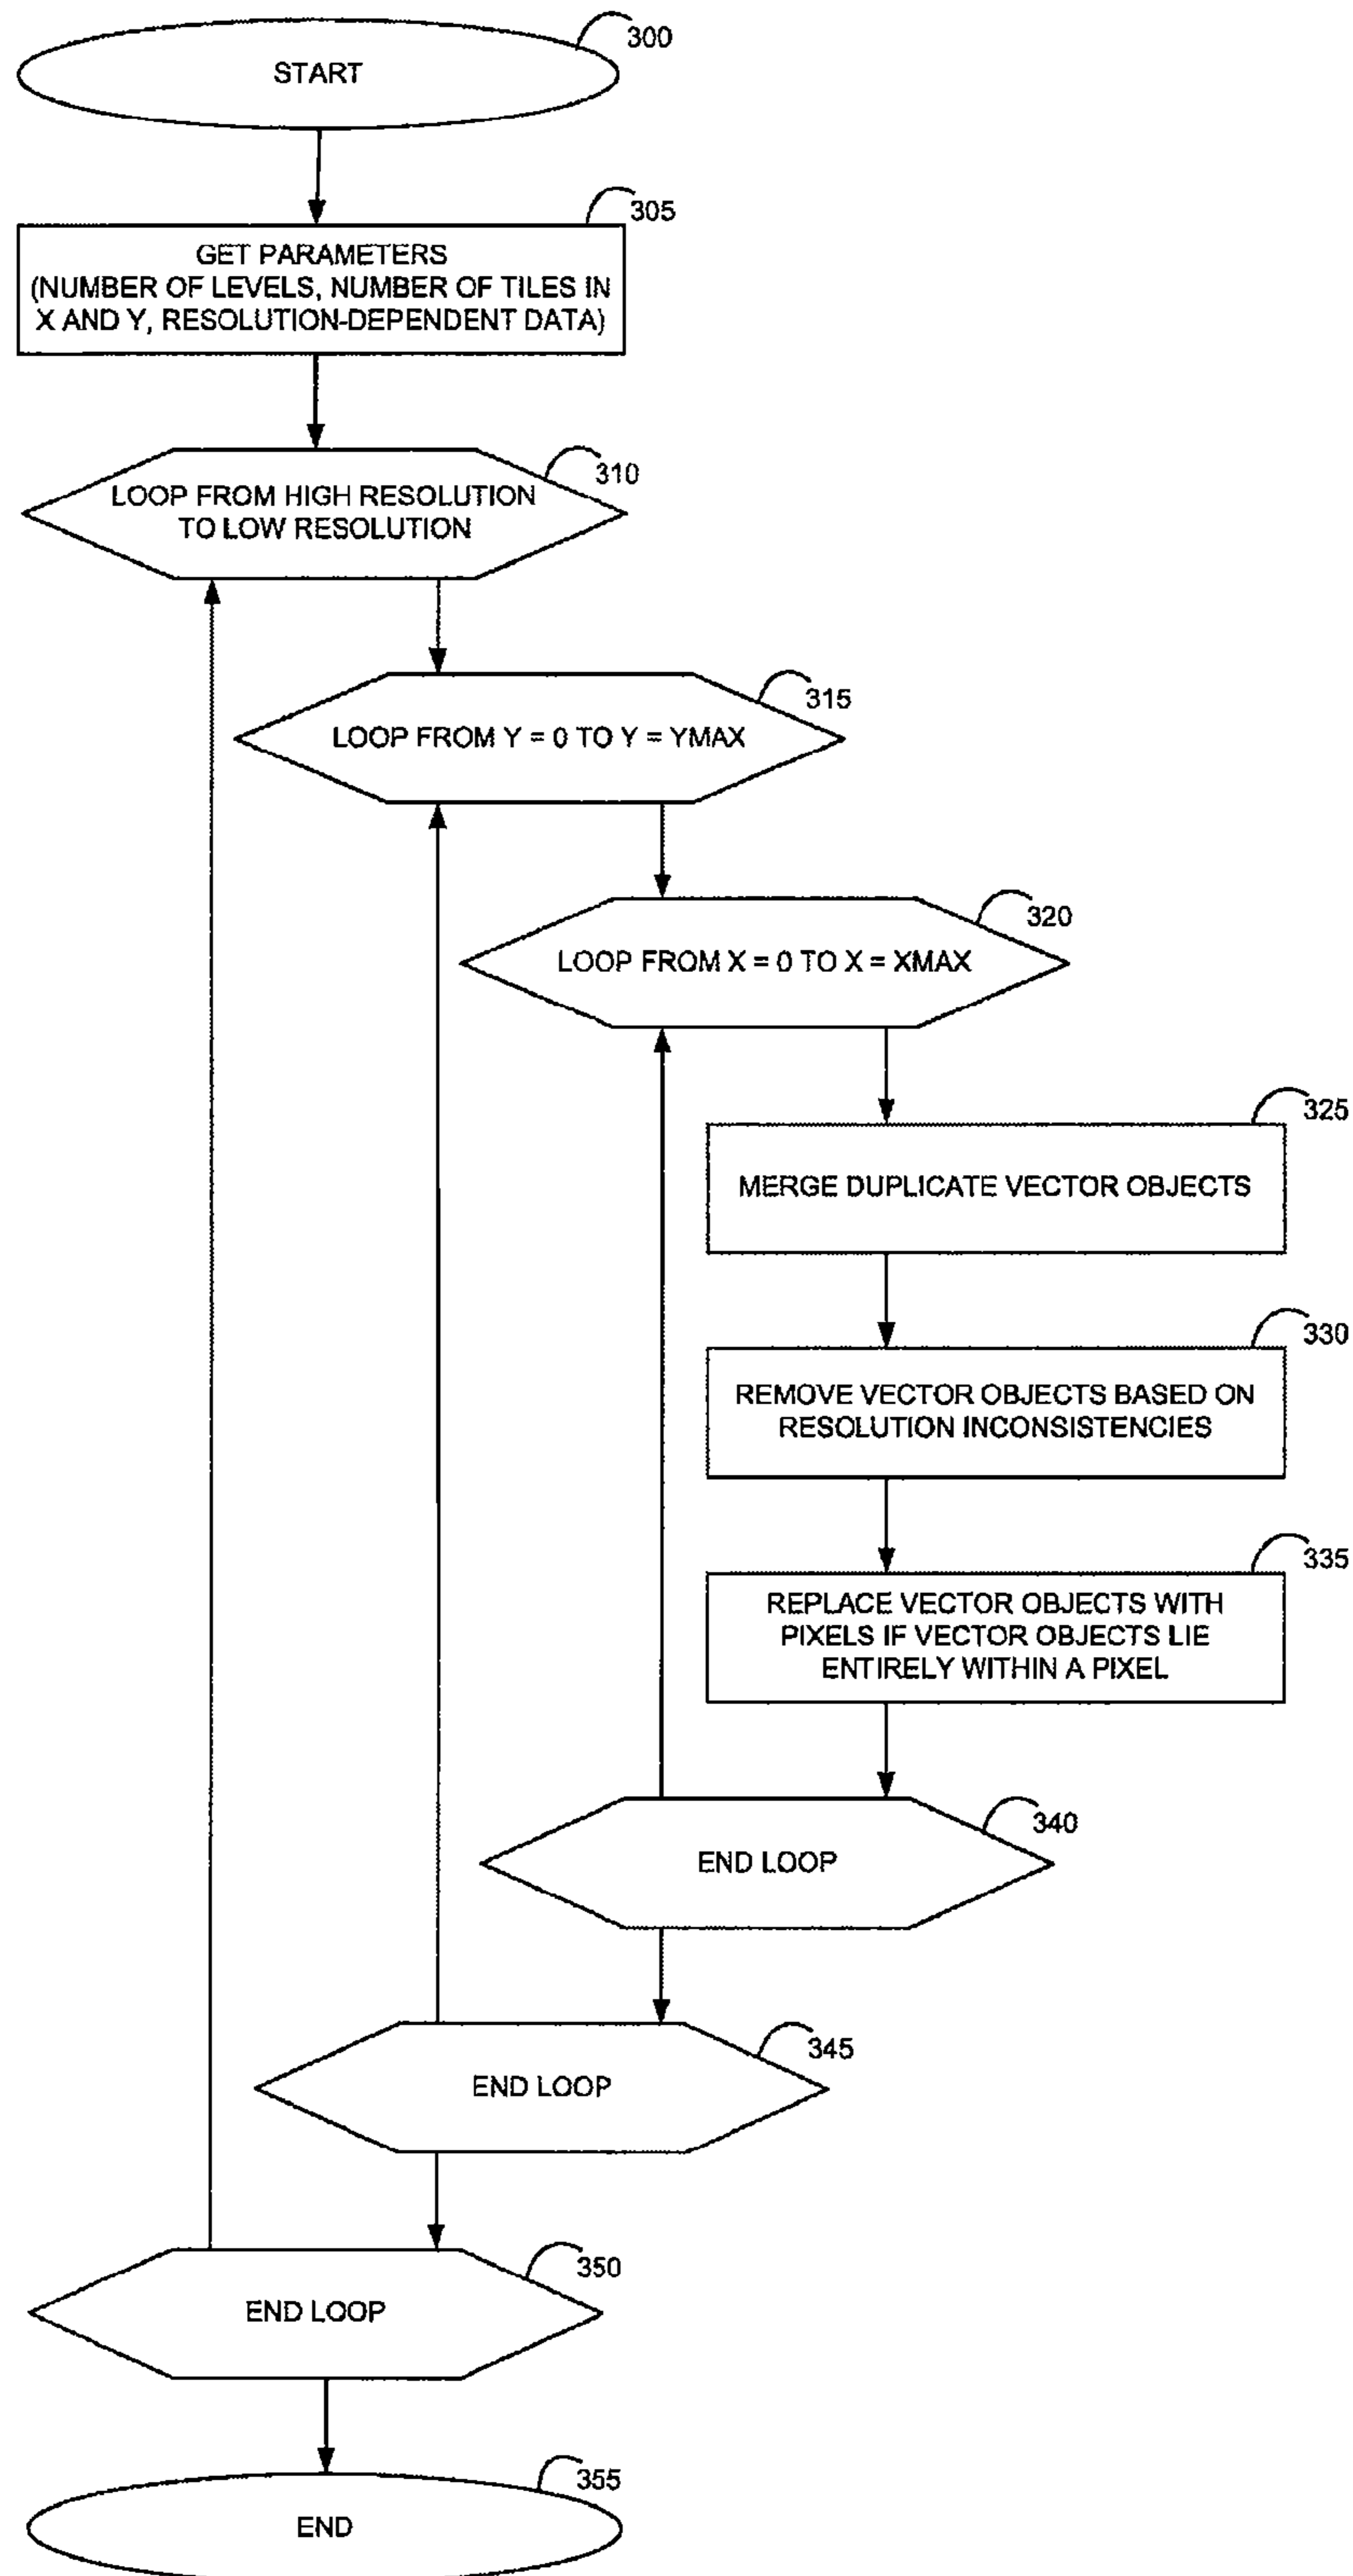 300
START
305
GET PARAMETERS
(NUMBER OF LEVELS, NUMBER OF TILES IN
X AND Y, RESOLUTION-DEPENDENT DATA)
310
LOOP FROM HIGH RESOLUTION
TO LOW RESOLUTION
315
LOOP FROM Y = 0 TO Y = YMAX
320
LOOP FROM X = 0 TO X = XMAX
325
MERGE DUPLICATE VECTOR OBJECTS
330
REMOVE VECTOR OBJECTS BASED ON
RESOLUTION INCONSISTENCIES
335
REPLACE VECTOR OBJECTS WITH
PIXELS IF VECTOR OBJECTS LIE
ENTIRELY WITHIN A PIXEL
340
END LOOP
345
END LOOP
350
END LOOP
355
END